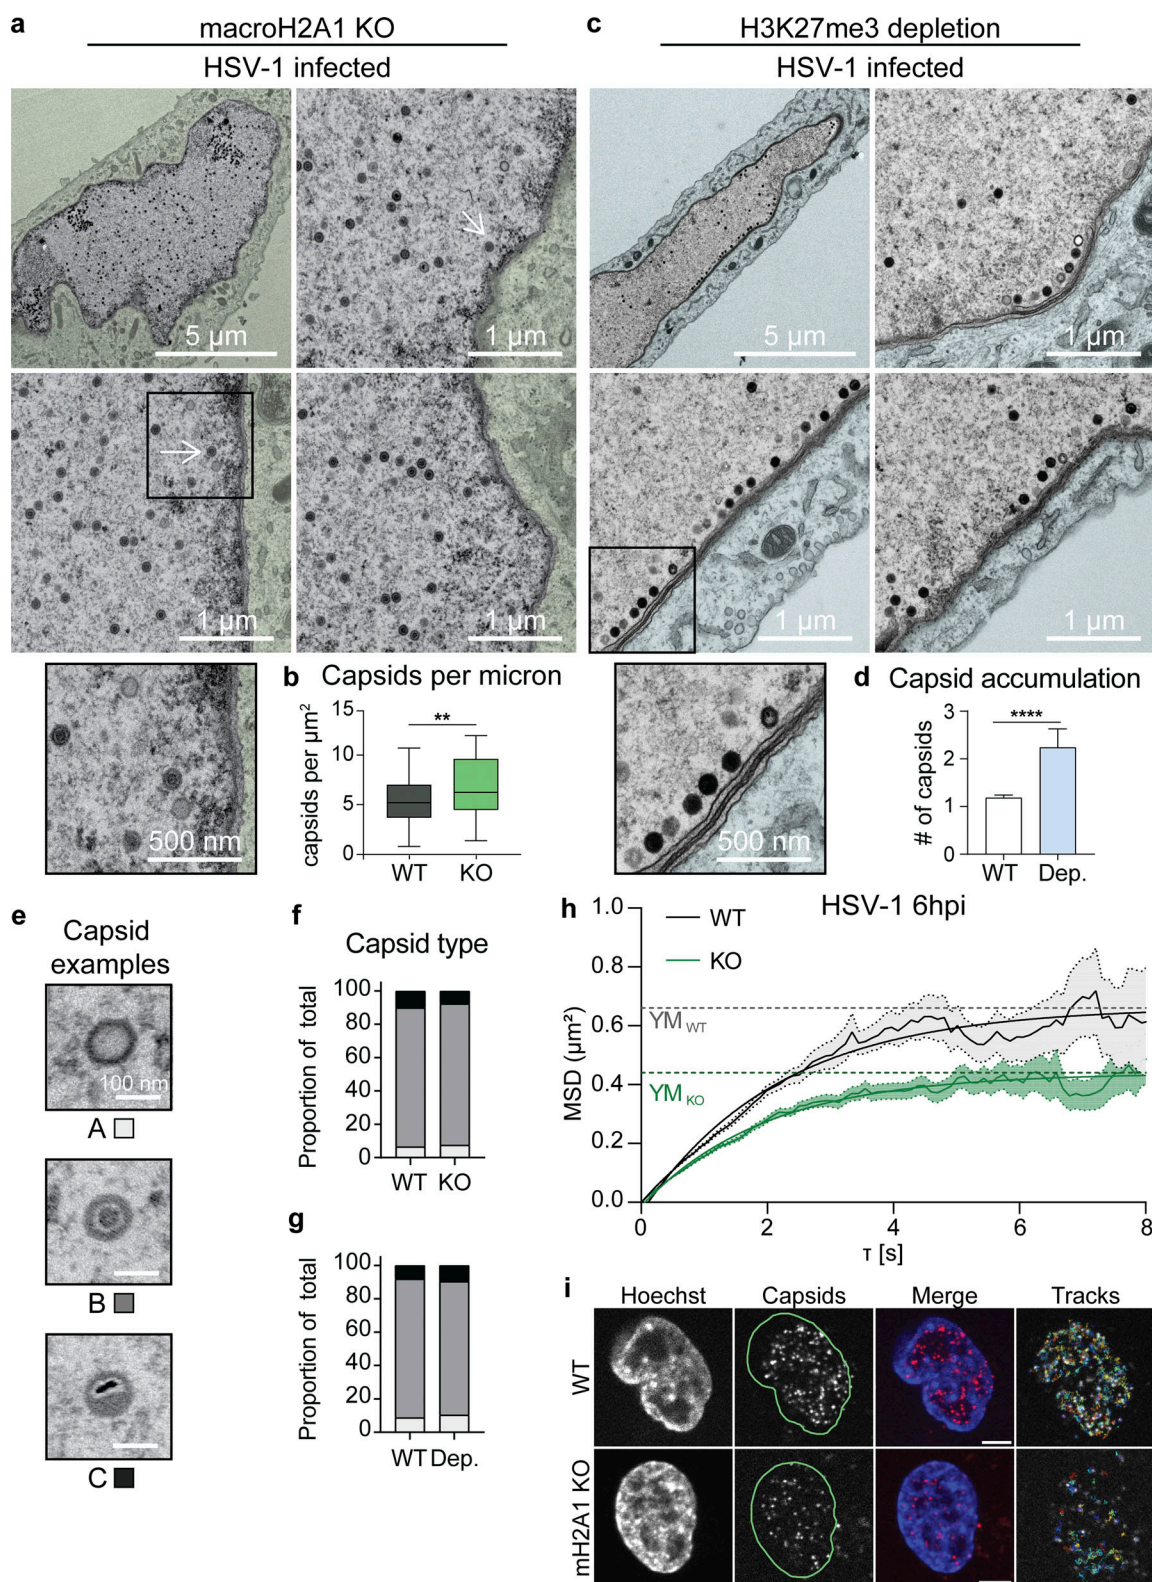 a
macroH2A1 KO
HSV-1 infected
5 µm
1 µm
1 µm
1 µm
500 nm
b
Capsids per micron
capsids per µm²
15
10
5
0
**
WT
KO
c
H3K27me3 depletion
HSV-1 infected
5 µm
1 µm
1 µm
1 µm
500 nm
d
Capsid accumulation
# of capsids
3
2
1
0
****
WT
Dep.
e
Capsid
examples
100 nm
A
B
C
f
Capsid type
Proportion of total
100
80
60
40
20
0
WT
KO
g
Proportion of total
100
80
60
40
20
0
WT
Dep.
h
HSV-1 6hpi
WT
KO
MSD (µm²)
1.0
0.8
0.6
0.4
0.2
0.0
YM WT
YM KO
0
2
4
6
8
τ [s]
i
Hoechst
Capsids
Merge
Tracks
WT
mH2A1 KO